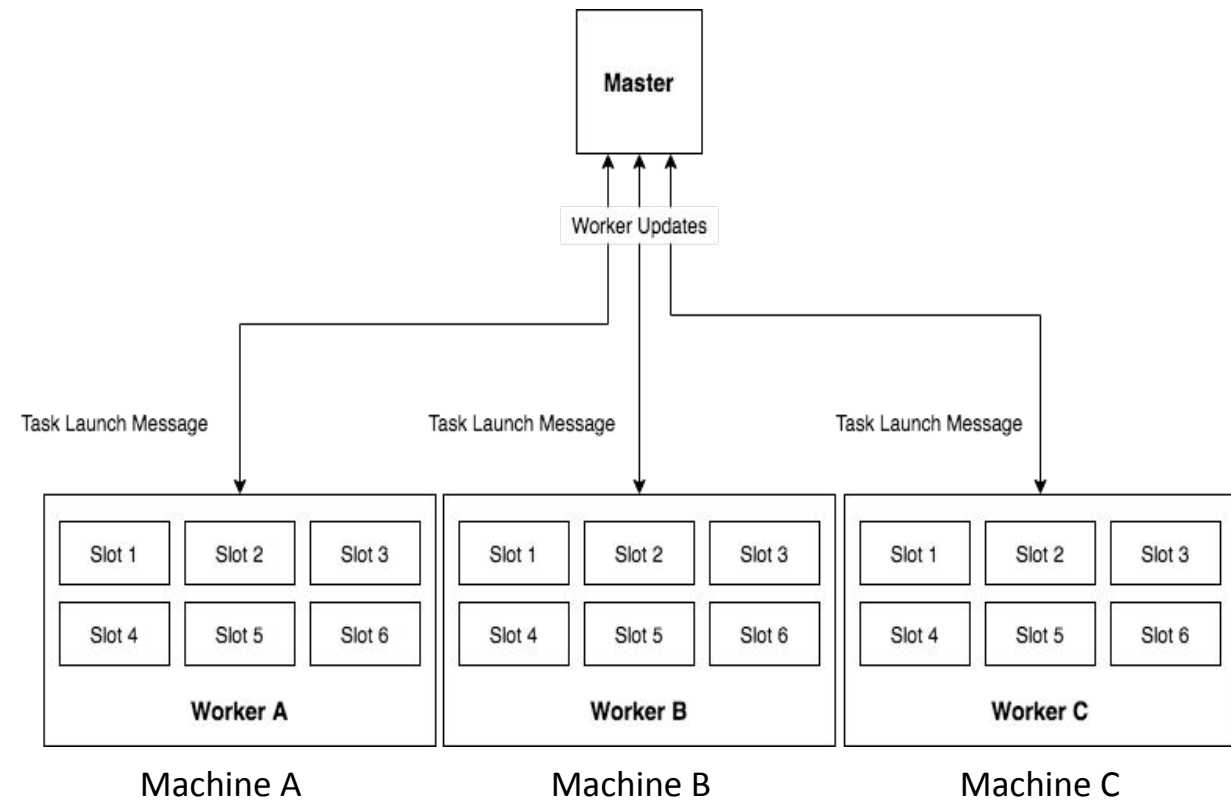 Master
Worker Updates
Task Launch Message
Task Launch Message
Task Launch Message
Slot 1
Slot 2
Slot 3
Slot 4
Slot 5
Slot 6
Worker A
Slot 1
Slot 2
Slot 3
Slot 4
Slot 5
Slot 6
Worker B
Slot 1
Slot 2
Slot 3
Slot 4
Slot 5
Slot 6
Worker C
Machine A
Machine B
Machine C